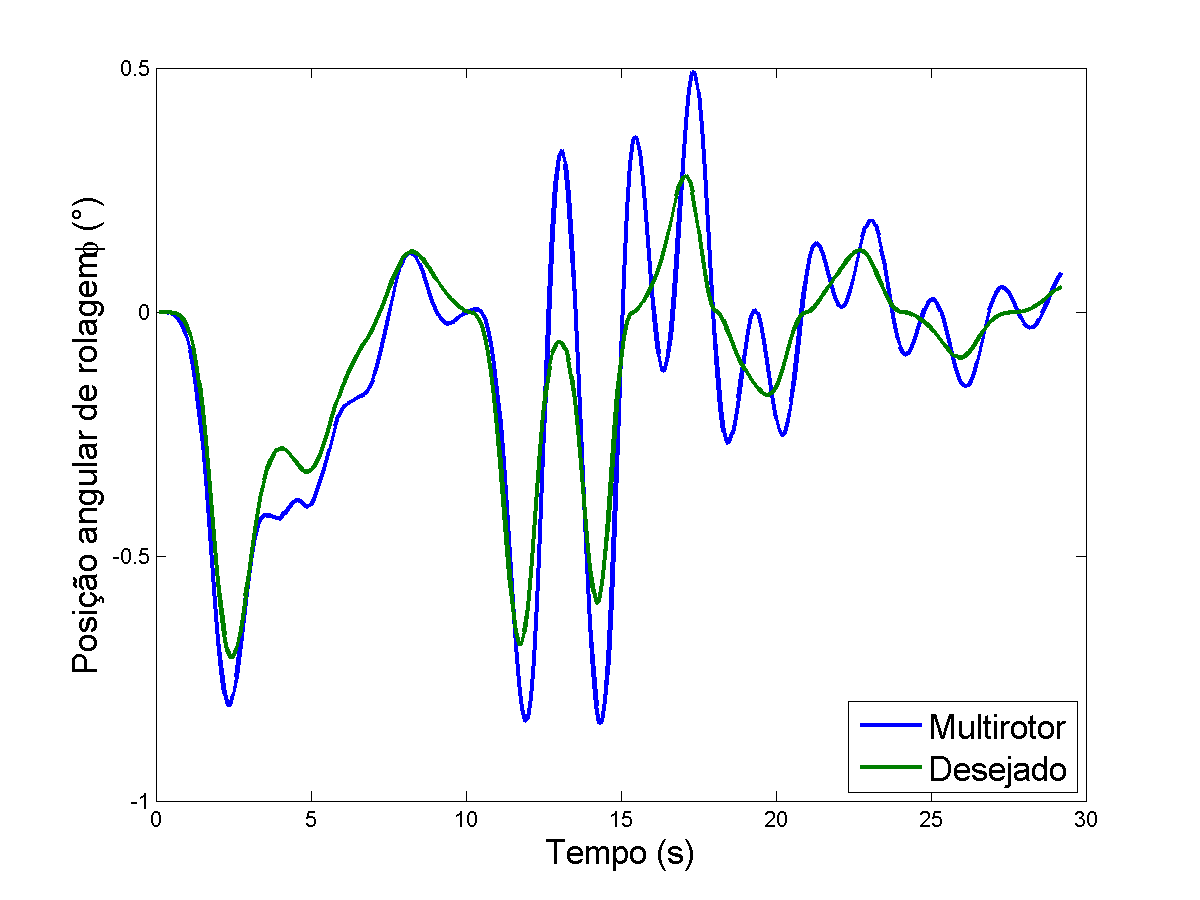 0.5
0
-0.5
-1
0 5 10 15 20 25 30
Posição angular de rolagemϕ (°)
Tempo (s)
Multirotor
Desejado